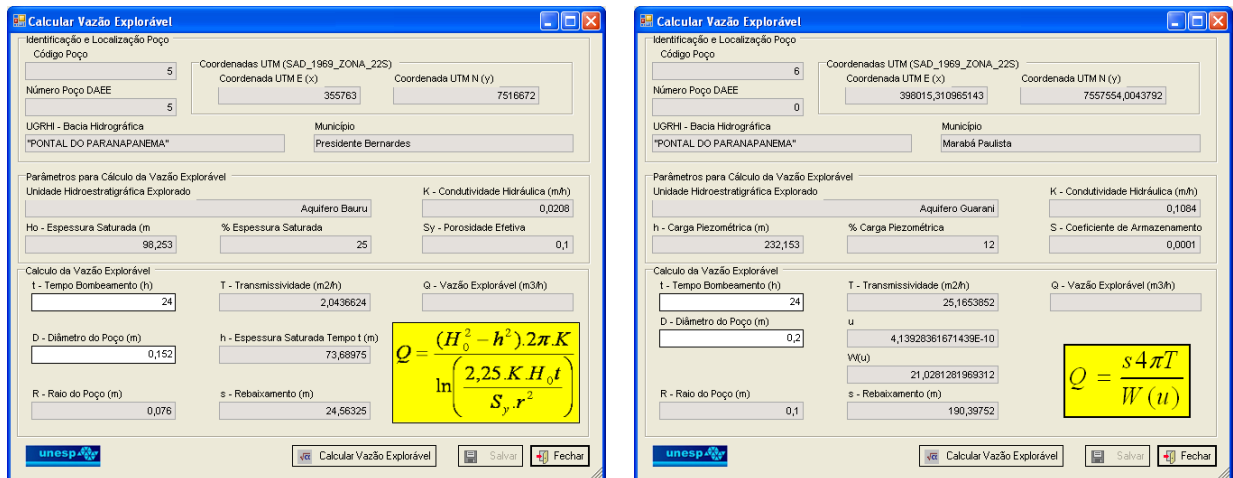 Calcular Vazão Explorável
Identificação e Localização Poço
Código Poço
5
Coordenadas UTM (SAD_1969_ZONA_22S)
Coordenada UTM E (x)
Coordenada UTM N (y)
355763
7516672
Número Poço DAEE
5
UGRHI - Bacia Hidrográfica
Município
"PONTAL DO PARANAPANEMA"
Presidente Bernardes
Parâmetros para Cálculo da Vazão Explorável
Unidade Hidroestratigráfica Explorado
K - Condutividade Hidráulica (m/h)
Aquifero Bauru
0,0208
Ho - Espessura Saturada (m
% Espessura Saturada
Sy - Porosidade Efetiva
98,253
25
0,1
Calculo da Vazão Explorável
t - Tempo Bombeamento (h)
T - Transmissividade (m2/h)
Q - Vazão Explorável (m3/h)
24
2,0436624
D - Diâmetro do Poço (m)
h - Espessura Saturada Tempo t (m)
0,152
73,68975
R - Raio do Poço (m)
s - Rebaixamento (m)
0,076
24,56325
Q = (H₀² − h²).2π.K / ln(2,25.K.H₀t / Sᵧ.r²)
unesp
√α Calcular Vazão Explorável
Salvar
Fechar
Calcular Vazão Explorável
Identificação e Localização Poço
Código Poço
6
Coordenadas UTM (SAD_1969_ZONA_22S)
Coordenada UTM E (x)
Coordenada UTM N (y)
398015,310965143
7557554,0043792
Número Poço DAEE
0
UGRHI - Bacia Hidrográfica
Município
"PONTAL DO PARANAPANEMA"
Marabá Paulista
Parâmetros para Cálculo da Vazão Explorável
Unidade Hidroestratigráfica Explorado
K - Condutividade Hidráulica (m/h)
Aquifero Guarani
0,1084
h - Carga Piezométrica (m)
% Carga Piezométrica
S - Coeficiente de Armazenamento
232,153
12
0,0001
Calculo da Vazão Explorável
t - Tempo Bombeamento (h)
T - Transmissividade (m2/h)
Q - Vazão Explorável (m3/h)
24
25,1653852
D - Diâmetro do Poço (m)
u
0,2
4,13928361671439E-10
W(u)
21,0281281969312
R - Raio do Poço (m)
s - Rebaixamento (m)
0,1
190,39752
Q = s4πT / W(u)
unesp
√α Calcular Vazão Explorável
Salvar
Fechar